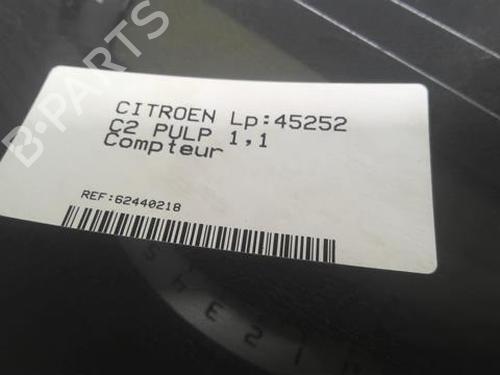 CITROEN Lp:45252
C2 PULP 1,1
Compteur
REF:62440218
B-PARTS